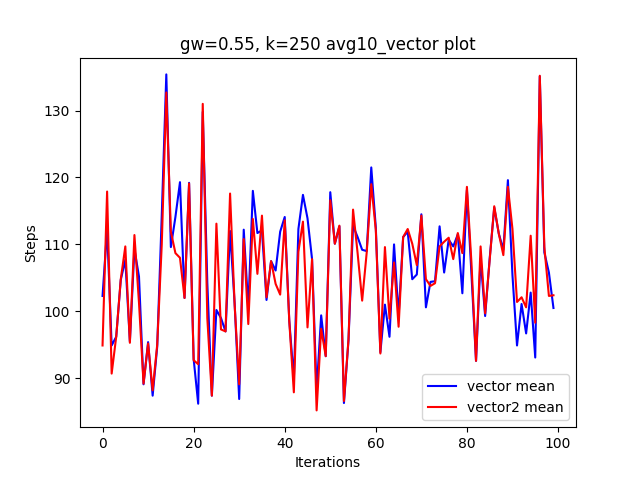 gw=0.55, k=250 avg10_vector plot
130
120
110
100
90
Steps
0
20
40
60
80
100
Iterations
vector mean
vector2 mean